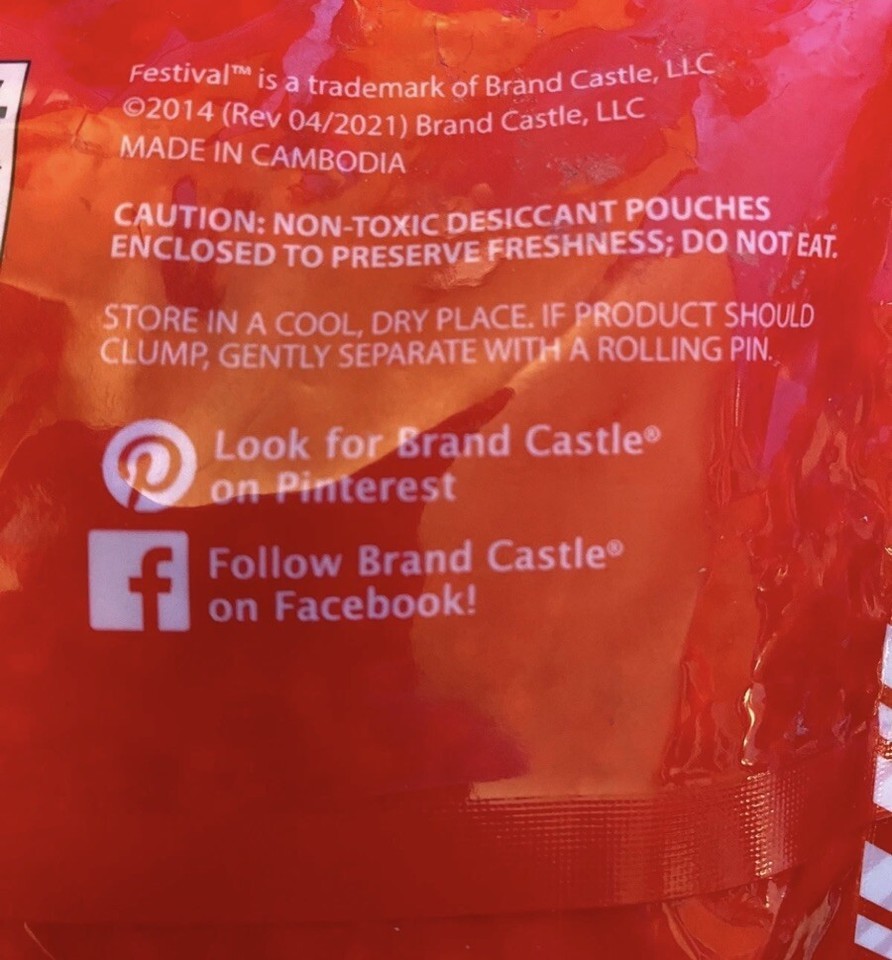 Festival™ is a trademark of Brand Castle, LLC
©2014 (Rev 04/2021) Brand Castle, LLC
MADE IN CAMBODIA
CAUTION: NON-TOXIC DESICCANT POUCHES
ENCLOSED TO PRESERVE FRESHNESS; DO NOT EAT.
STORE IN A COOL, DRY PLACE. IF PRODUCT SHOULD
CLUMP, GENTLY SEPARATE WITH A ROLLING PIN.
Look for Brand Castle®
on Pinterest
Follow Brand Castle®
on Facebook!